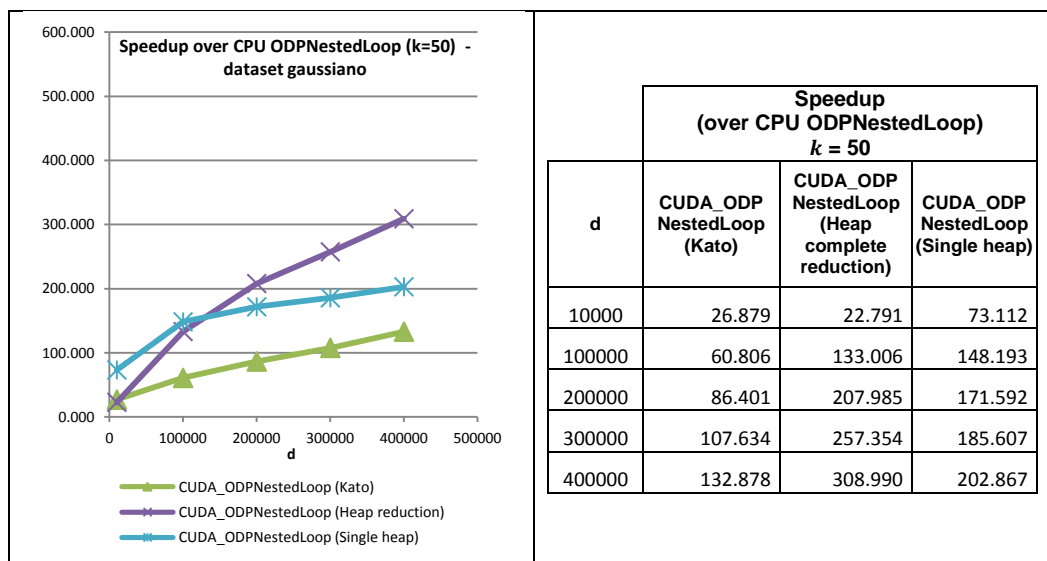 Speedup over CPU ODPNestedLoop (k=50) -
dataset gaussiano
600.000
500.000
400.000
300.000
200.000
100.000
0.000
0 100000 200000 300000 400000 500000
d
CUDA_ODPNestedLoop (Kato)
CUDA_ODPNestedLoop (Heap reduction)
CUDA_ODPNestedLoop (Single heap)
Speedup
(over CPU ODPNestedLoop)
k = 50
d
CUDA_ODP
NestedLoop
(Kato)
CUDA_ODP
NestedLoop
(Heap
complete
reduction)
CUDA_ODP
NestedLoop
(Single heap)
10000 26.879 22.791 73.112
100000 60.806 133.006 148.193
200000 86.401 207.985 171.592
300000 107.634 257.354 185.607
400000 132.878 308.990 202.867